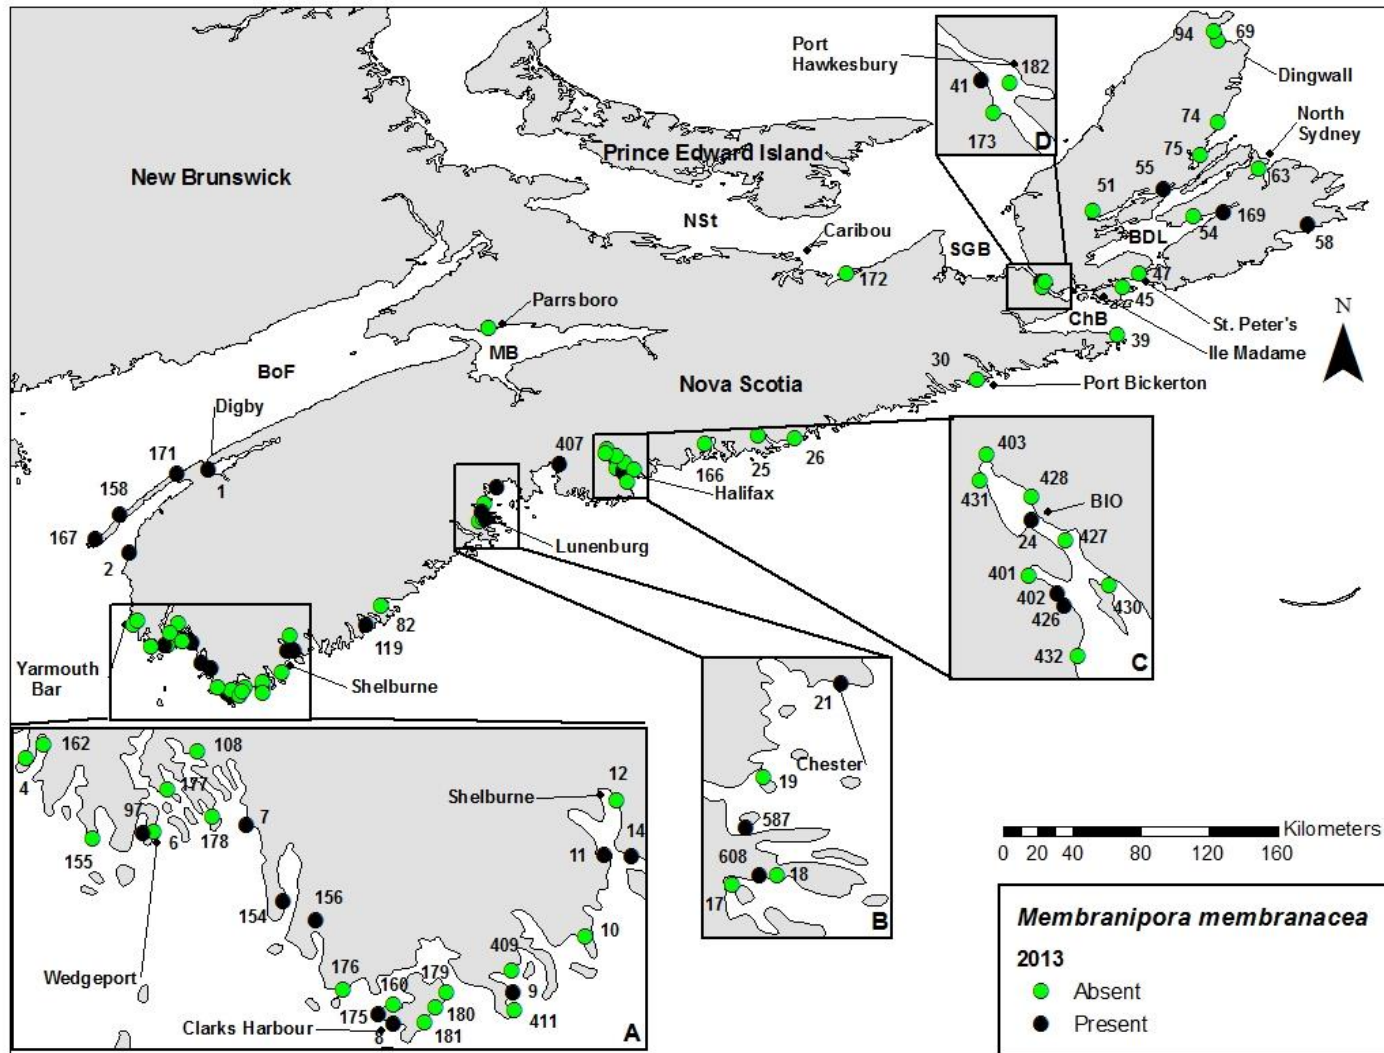 94
69
Port
Hawkesbury
182
41
173
D
Dingwall
74
North
Sydney
75
55
63
51
54
169
58
BDL
New Brunswick
Prince Edward Island
NSt
Caribou
172
SGB
47
45
St. Peter's
Ile Madame
ChB
39
N
Parrsboro
MB
BoF
Nova Scotia
30
Port Bickerton
Digby
171
1
158
167
2
407
166
25
26
Halifax
Lunenburg
403
431
428
BIO
24
427
401
402
426
430
432
C
82
119
Yarmouth
Bar
Shelburne
21
Chester
19
587
608
18
17
B
162
4
108
177
97
6
178
7
155
Shelburne
12
14
11
154
156
10
Wedgeport
176
160
179
409
9
175
180
411
Clarks Harbour
8
181
A
Kilometers
0 20 40 80 120 160
Membranipora membranacea
2013
Absent
Present